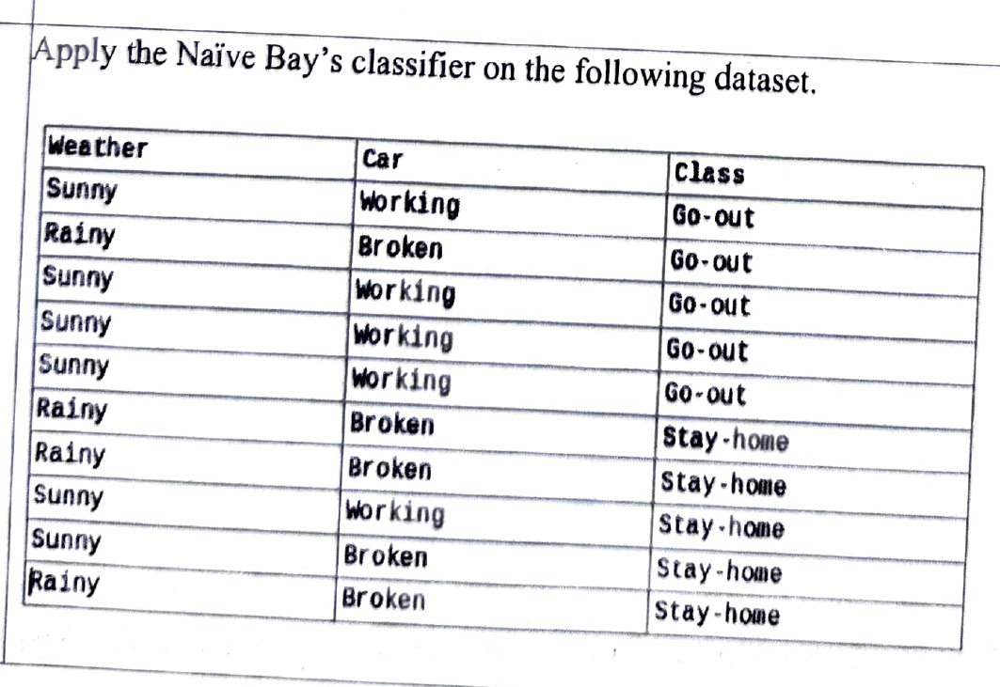 Apply the Naïve Bay's classifier on the following dataset.
Weather Car Class
Sunny Working Go-out
Rainy Broken Go-out
Sunny Working Go-out
Sunny Working Go-out
Sunny Working Go-out
Rainy Broken Stay-home
Rainy Broken Stay-home
Sunny Working Stay-home
Sunny Broken Stay-home
Rainy Broken Stay-home